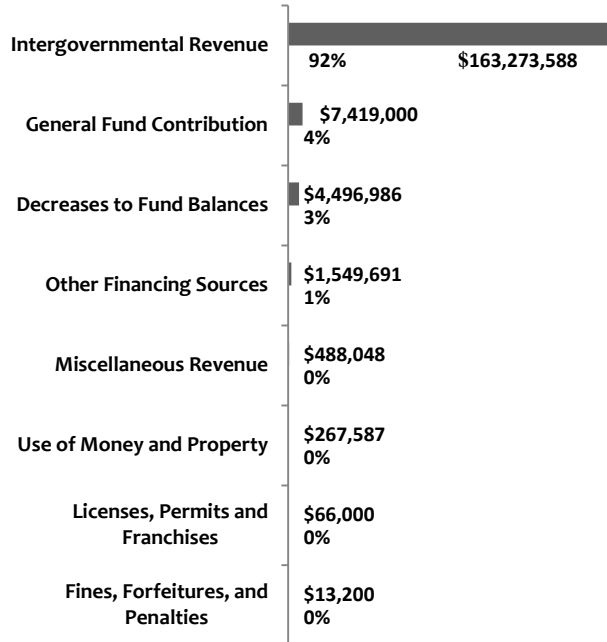 Intergovernmental Revenue
92% $163,273,588
General Fund Contribution
$7,419,000
4%
Decreases to Fund Balances
$4,496,986
3%
Other Financing Sources
$1,549,691
1%
Miscellaneous Revenue
$488,048
0%
Use of Money and Property
$267,587
0%
Licenses, Permits and
Franchises
$66,000
0%
Fines, Forfeitures, and
Penalties
$13,200
0%